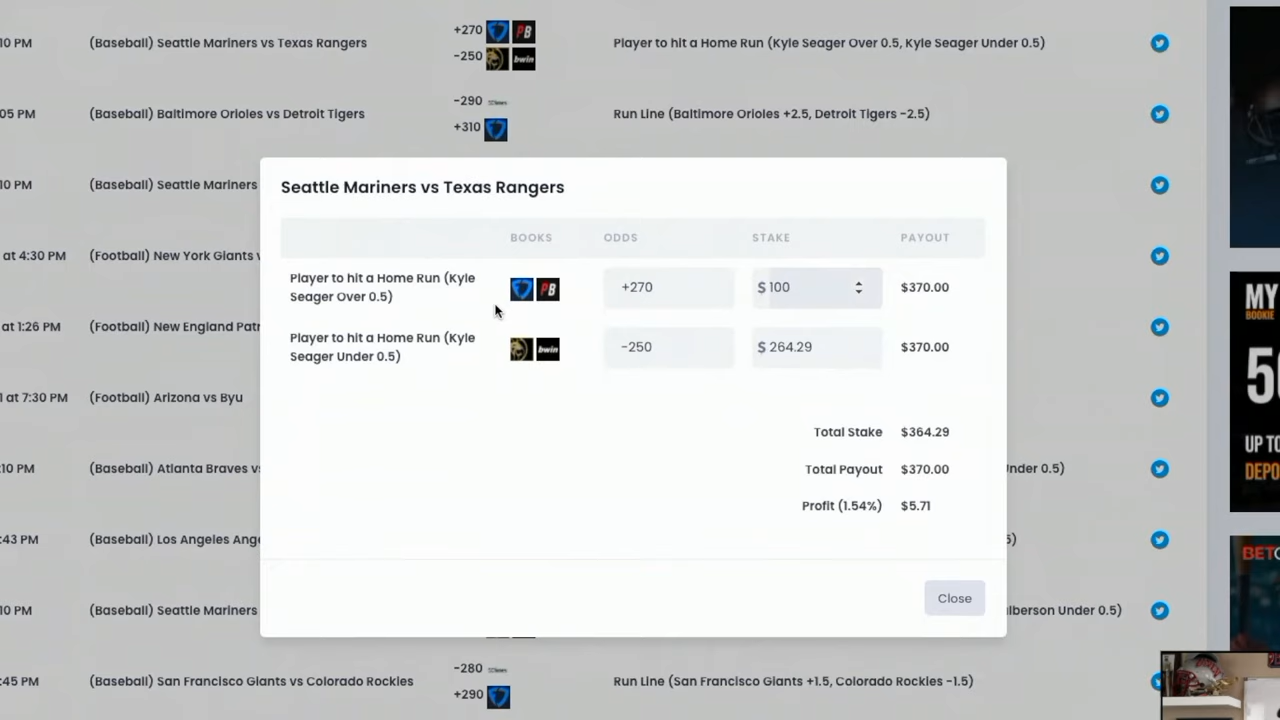 10 PM (Baseball) Seattle Mariners vs Texas Rangers +270 PB Player to hit a Home Run (Kyle Seager Over 0.5, Kyle Seager Under 0.5)
-250 bwin
05 PM (Baseball) Baltimore Orioles vs Detroit Tigers -290 Run Line (Baltimore Orioles +2.5, Detroit Tigers -2.5)
+310
10 PM (Baseball) Seattle Mariners
at 4:30 PM (Football) New York Giants
at 1:26 PM (Football) New England
at 7:30 PM (Football) Arizona vs Byu
:10 PM (Baseball) Atlanta Braves Under 0.5)
:43 PM (Baseball) Los Angeles
10 PM (Baseball) Seattle Mariners Under 0.5)
:45 PM (Baseball) San Francisco Giants vs Colorado Rockies -280 Run Line (San Francisco Giants +1.5, Colorado Rockies -1.5)
+290
Seattle Mariners vs Texas Rangers
BOOKS ODDS STAKE PAYOUT
Player to hit a Home Run (Kyle
Seager Over 0.5) PB +270 $ 100 $370.00
Player to hit a Home Run (Kyle
Seager Under 0.5) bwin -250 $ 264.29 $370.00
Total Stake $364.29
Total Payout $370.00
Profit (1.54%) $5.71
Close
MY
BOOKIE
UP TO